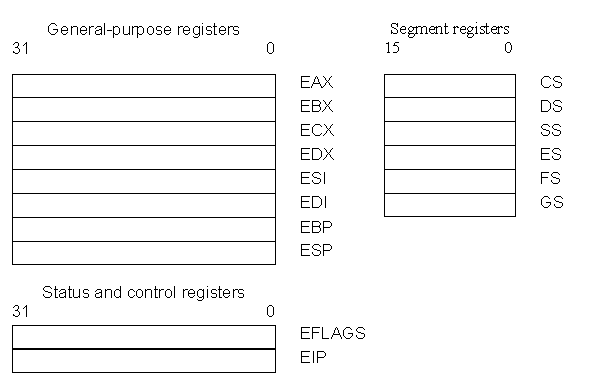 General-purpose registers
31 0
EAX
EBX
ECX
EDX
ESI
EDI
EBP
ESP
Segment registers
15 0
CS
DS
SS
ES
FS
GS
Status and control registers
31 0
EFLAGS
EIP